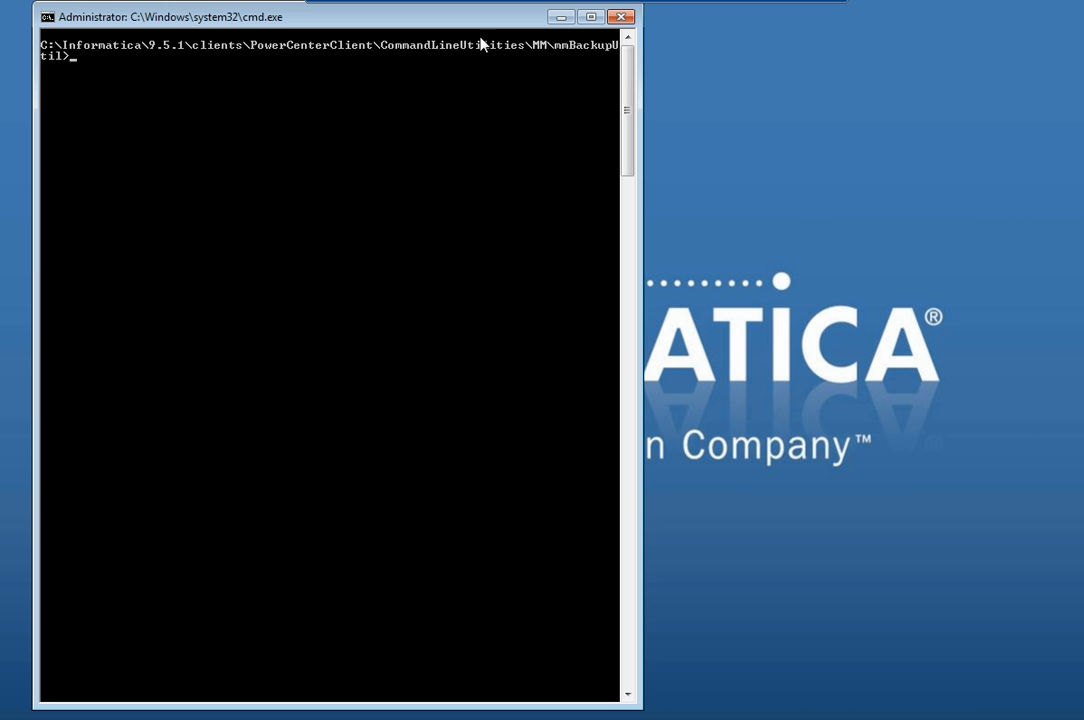 Administrator: C:\Windows\system32\cmd.exe
C:\Informatica\9.5.1\clients\PowerCenterClient\CommandLineUtilities\MM\mmBackupU
til>_
ATICA®
n Company™